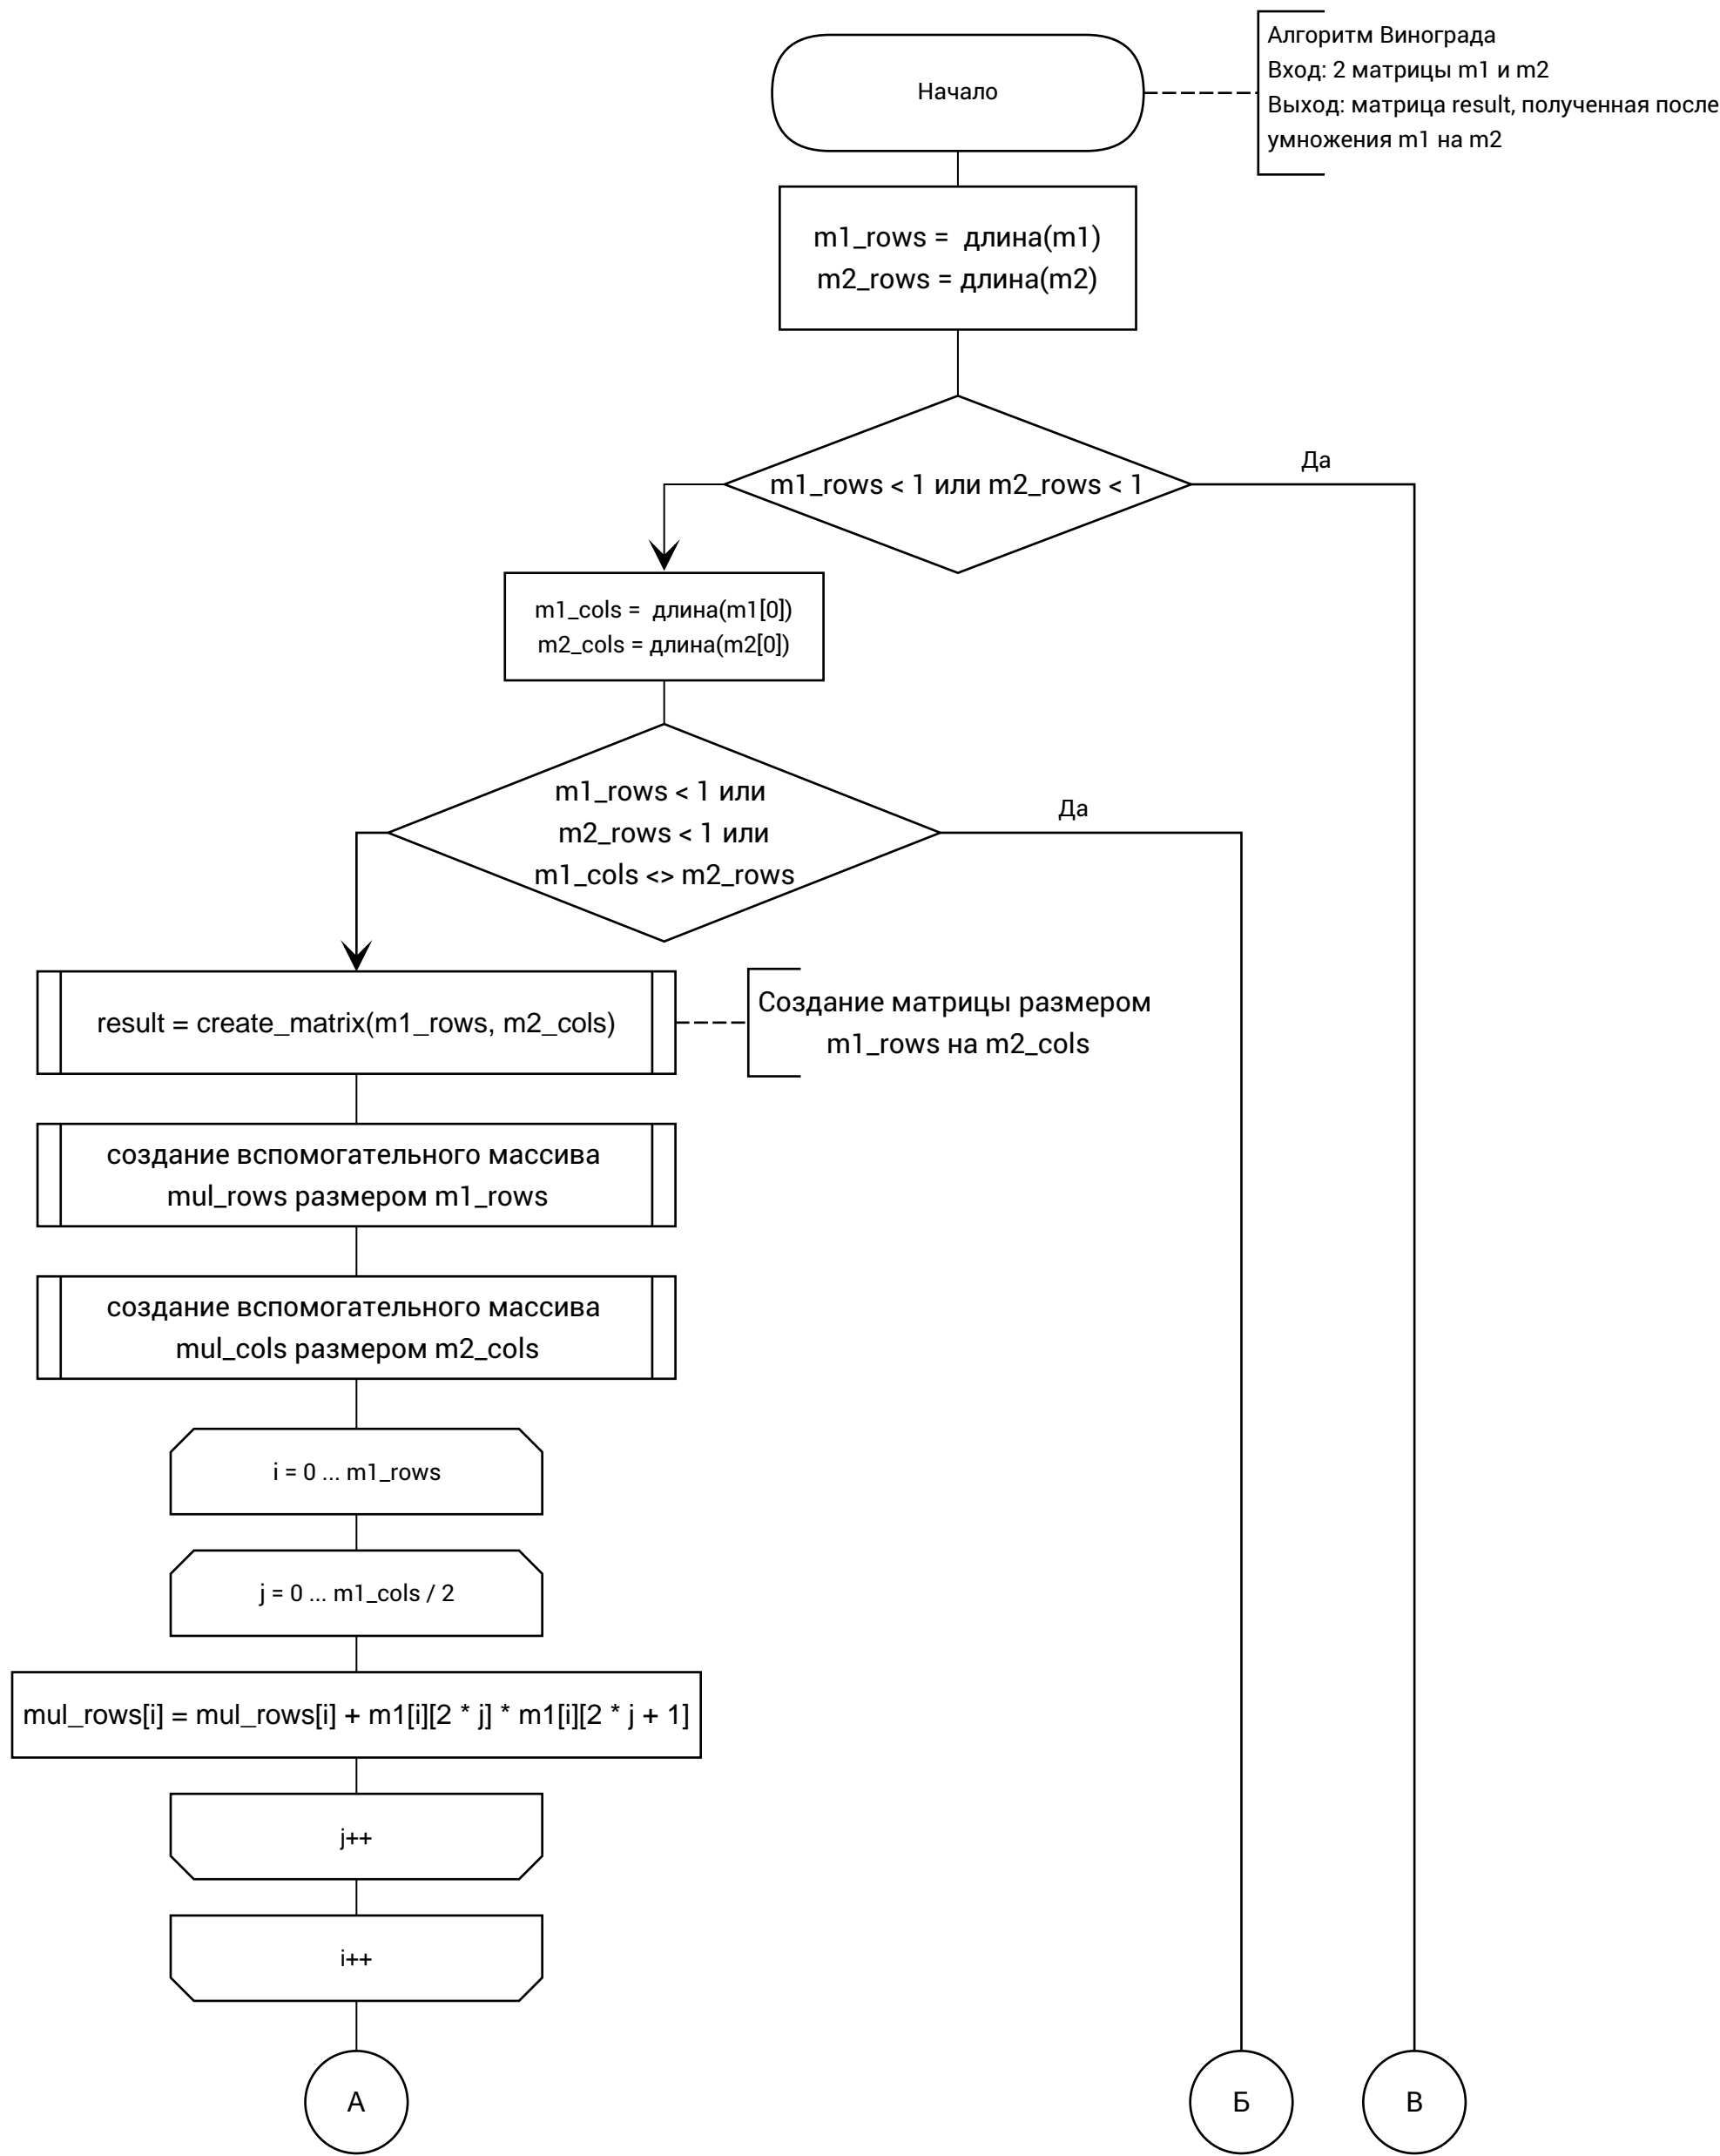 Начало
Алгоритм Винограда
Вход: 2 матрицы m1 и m2
Выход: матрица result, полученная после
умножения m1 на m2
m1_rows = длина(m1)
m2_rows = длина(m2)
m1_rows < 1 или m2_rows < 1
Да
m1_cols = длина(m1[0])
m2_cols = длина(m2[0])
m1_rows < 1 или
m2_rows < 1 или
m1_cols <> m2_rows
Да
result = create_matrix(m1_rows, m2_cols)
Создание матрицы размером
m1_rows на m2_cols
создание вспомогательного массива
mul_rows размером m1_rows
создание вспомогательного массива
mul_cols размером m2_cols
i = 0 ... m1_rows
j = 0 ... m1_cols / 2
mul_rows[i] = mul_rows[i] + m1[i][2 * j] * m1[i][2 * j + 1]
j++
i++
А
Б
В